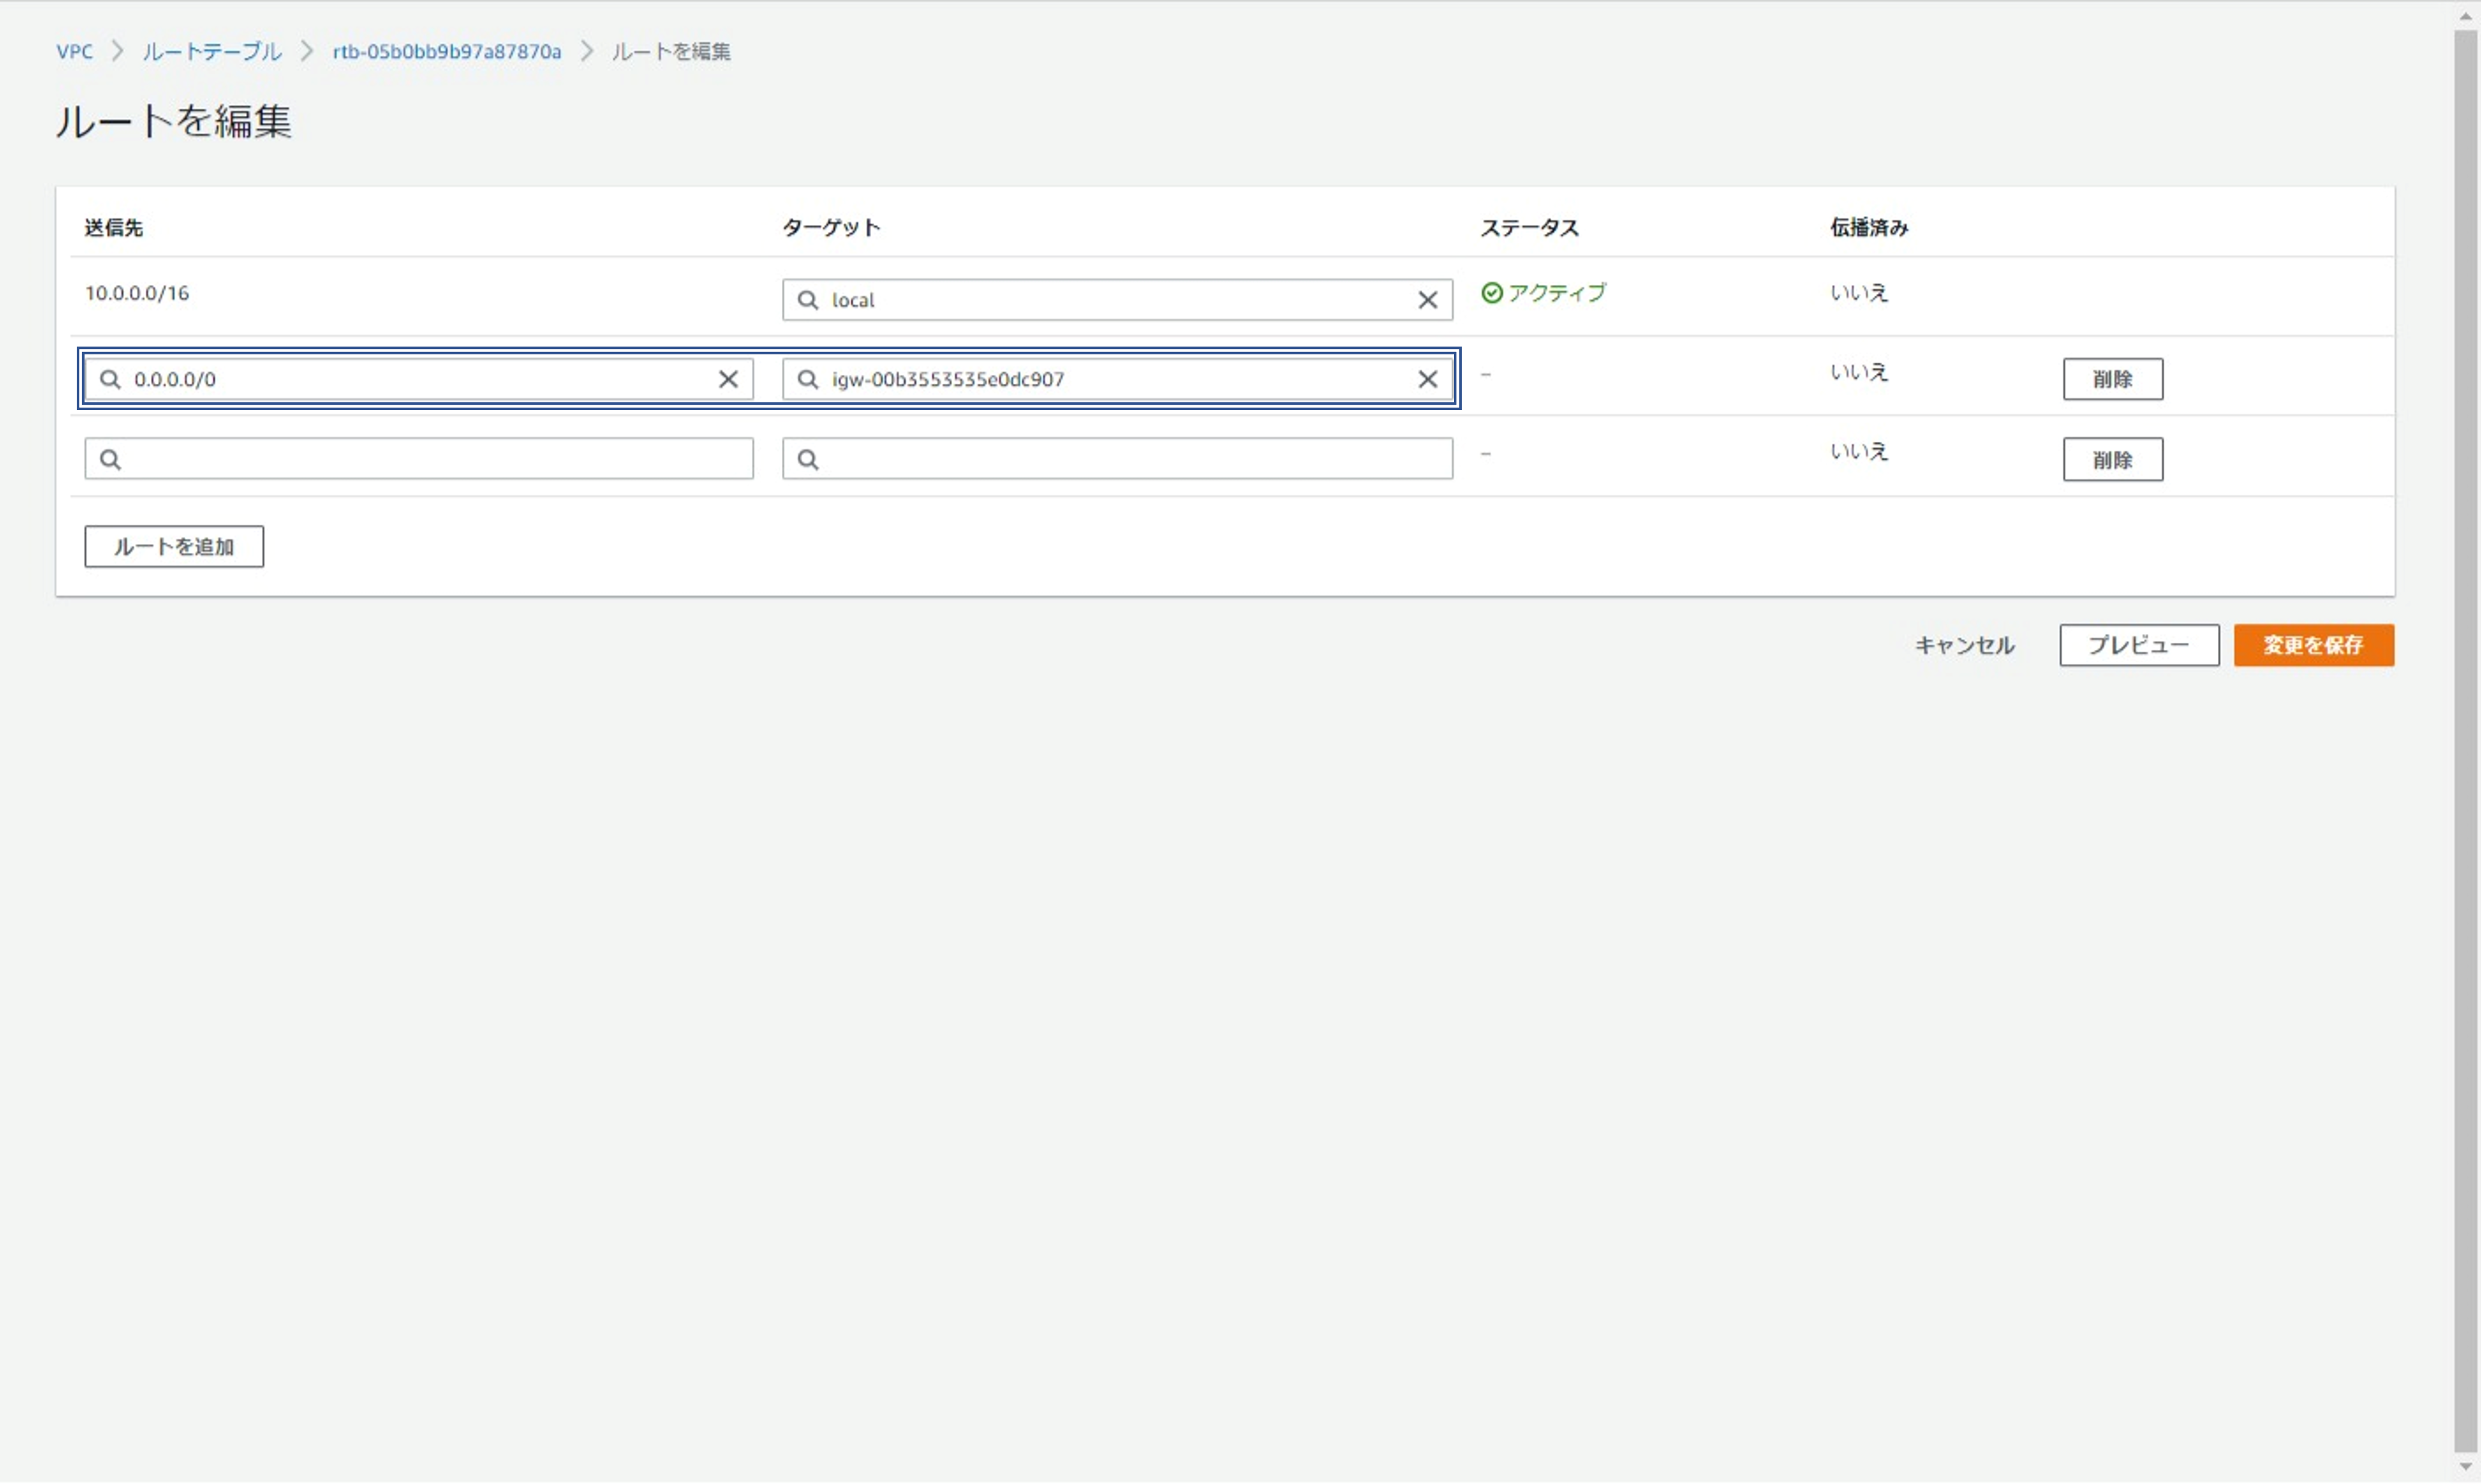 VPC > ルートテーブル > rtb-05b0bb9b97a87870a > ルートを編集
ルートを編集
送信先 ターゲット ステータス 伝播済み
10.0.0.0/16 local アクティブ いいえ
0.0.0.0/0 igw-00b3553535e0dc907 – いいえ 削除
– いいえ 削除
ルートを追加
キャンセル プレビュー 変更を保存